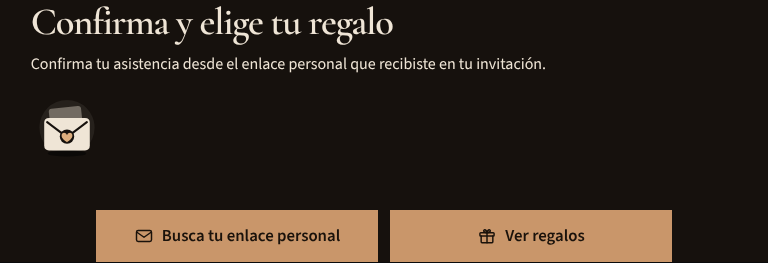 Confirma y elige tu regalo
Confirma tu asistencia desde el enlace personal que recibiste en tu invitación.
Busca tu enlace personal
Ver regalos